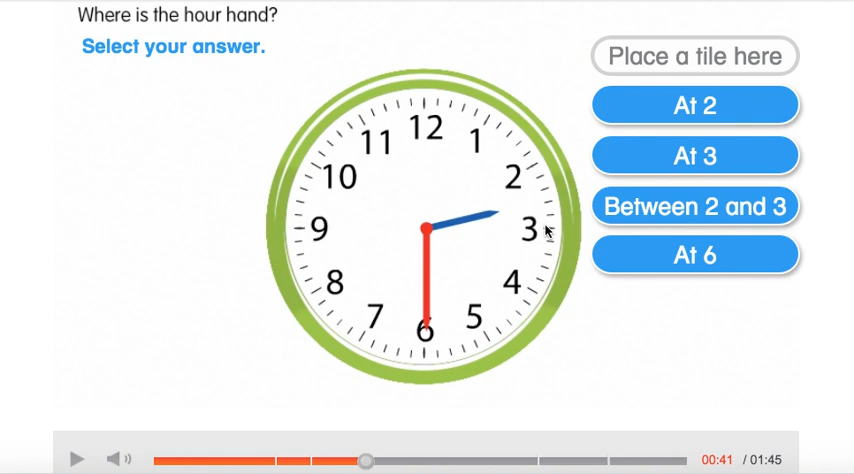 Where is the hour hand?
Select your answer.
Place a tile here
At 2
At 3
Between 2 and 3
At 6
12
11
1
10
2
9
3
8
4
7
5
6
00:41 / 01:45